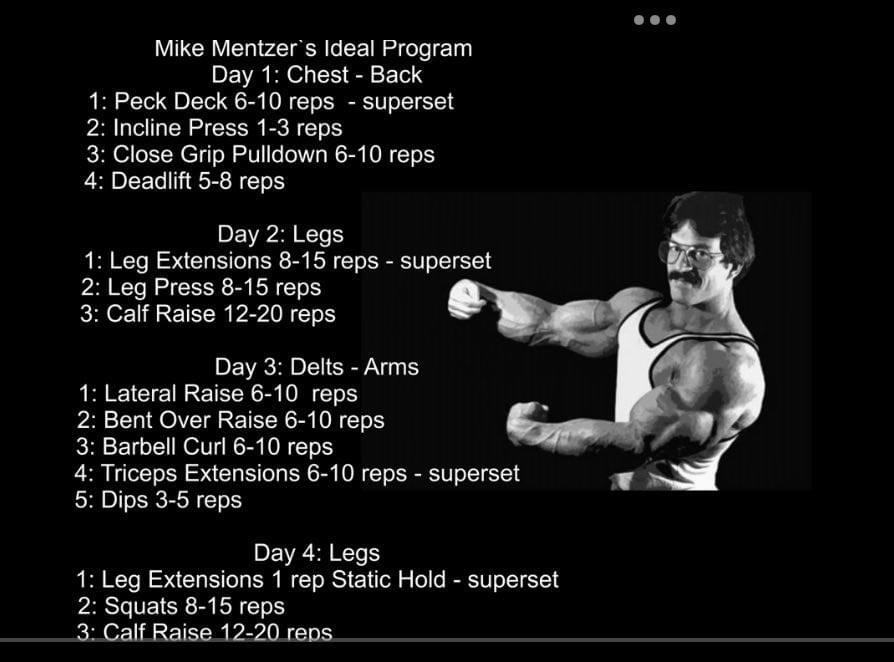 Mike Mentzer`s Ideal Program
Day 1: Chest - Back
1: Peck Deck 6-10 reps - superset
2: Incline Press 1-3 reps
3: Close Grip Pulldown 6-10 reps
4: Deadlift 5-8 reps
Day 2: Legs
1: Leg Extensions 8-15 reps - superset
2: Leg Press 8-15 reps
3: Calf Raise 12-20 reps
Day 3: Delts - Arms
1: Lateral Raise 6-10 reps
2: Bent Over Raise 6-10 reps
3: Barbell Curl 6-10 reps
4: Triceps Extensions 6-10 reps - superset
5: Dips 3-5 reps
Day 4: Legs
1: Leg Extensions 1 rep Static Hold - superset
2: Squats 8-15 reps
3: Calf Raise 12-20 reps